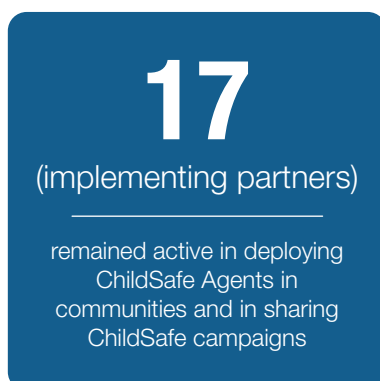 17
(implementing partners)
remained active in deploying
ChildSafe Agents in
communities and in sharing
ChildSafe campaigns